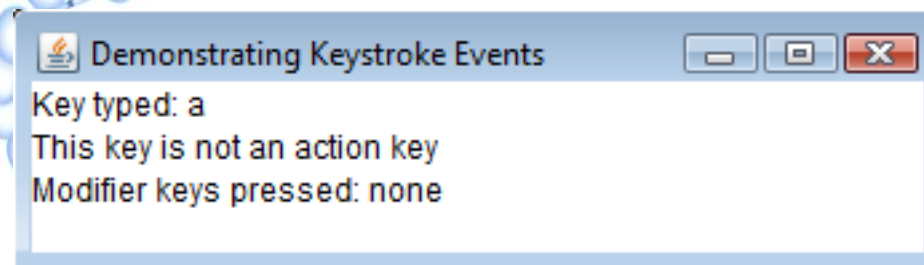 Demonstrating Keystroke Events
Key typed: a
This key is not an action key
Modifier keys pressed: none